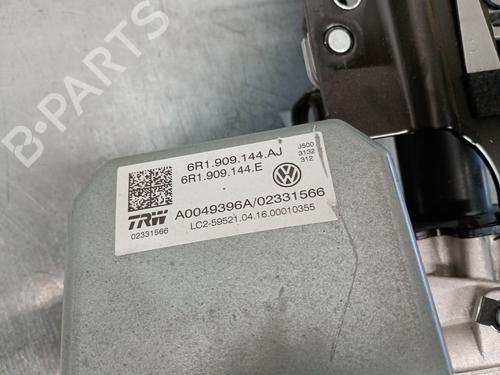 B-PARTS
6R1.909.144.AJ
6R1.909.144.E
J500
3132
312
TRW
02331566
A0049396A/02331566
LC2-59521.04.16.00010355